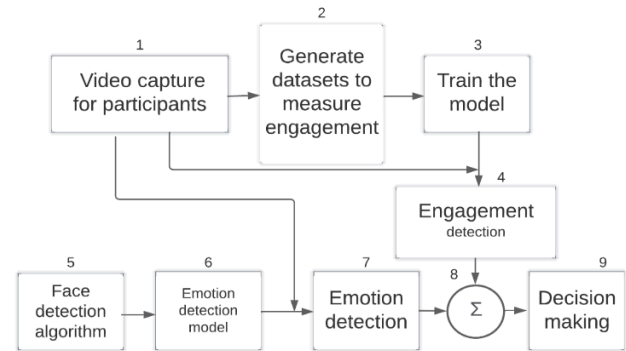 1
Video capture
for participants
2
Generate
datasets to
measure
engagement
3
Train the
model
4
Engagement
detection
5
Face
detection
algorithm
6
Emotion
detection
model
7
Emotion
detection
8
Σ
9
Decision
making